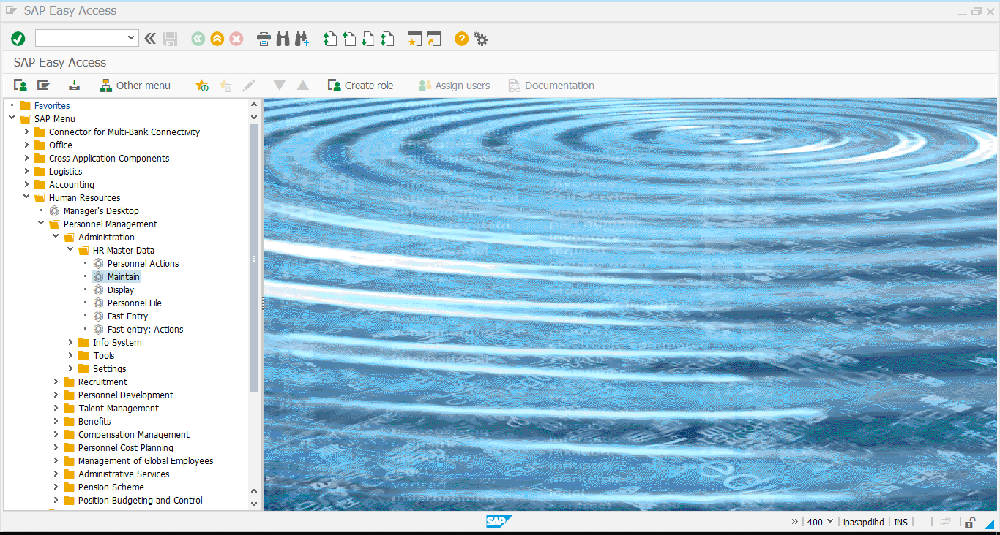 SAP Easy Access
SAP Easy Access
Other menu
Create role
Assign users
Documentation
Favorites
SAP Menu
Connector for Multi-Bank Connectivity
Office
Cross-Application Components
Logistics
Accounting
Human Resources
Manager's Desktop
Personnel Management
Administration
HR Master Data
Personnel Actions
Maintain
Display
Personnel File
Fast Entry
Fast entry: Actions
Info System
Tools
Settings
Recruitment
Personnel Development
Talent Management
Benefits
Compensation Management
Personnel Cost Planning
Management of Global Employees
Administrative Services
Pension Scheme
Position Budgeting and Control
SAP
400
ipasapdihd
INS